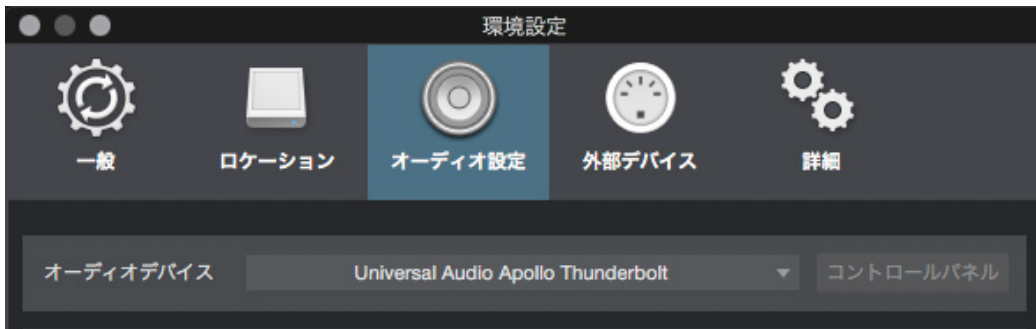 環境設定
一般 ロケーション オーディオ設定 外部デバイス 詳細
オーディオデバイス Universal Audio Apollo Thunderbolt コントロールパネル